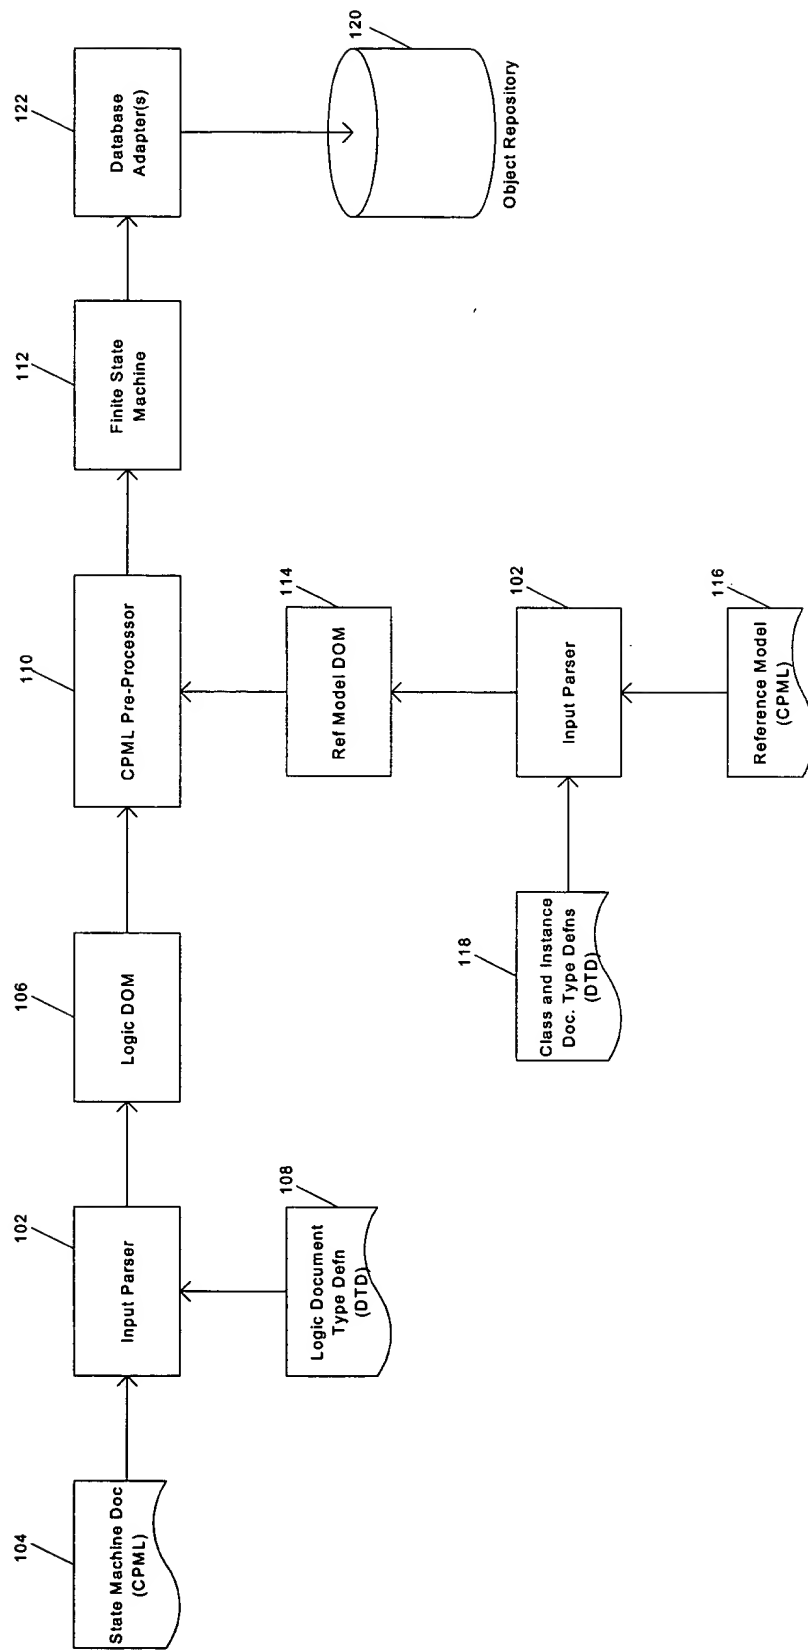 104
State Machine Doc
(CPML)
102
Input Parser
108
Logic Document
Type Defn
(DTD)
106
Logic DOM
110
CPML Pre-Processor
114
Ref Model DOM
118
Class and Instance
Doc. Type Defns
(DTD)
102
Input Parser
116
Reference Model
(CPML)
112
Finite State
Machine
122
Database
Adapter(s)
120
Object Repository